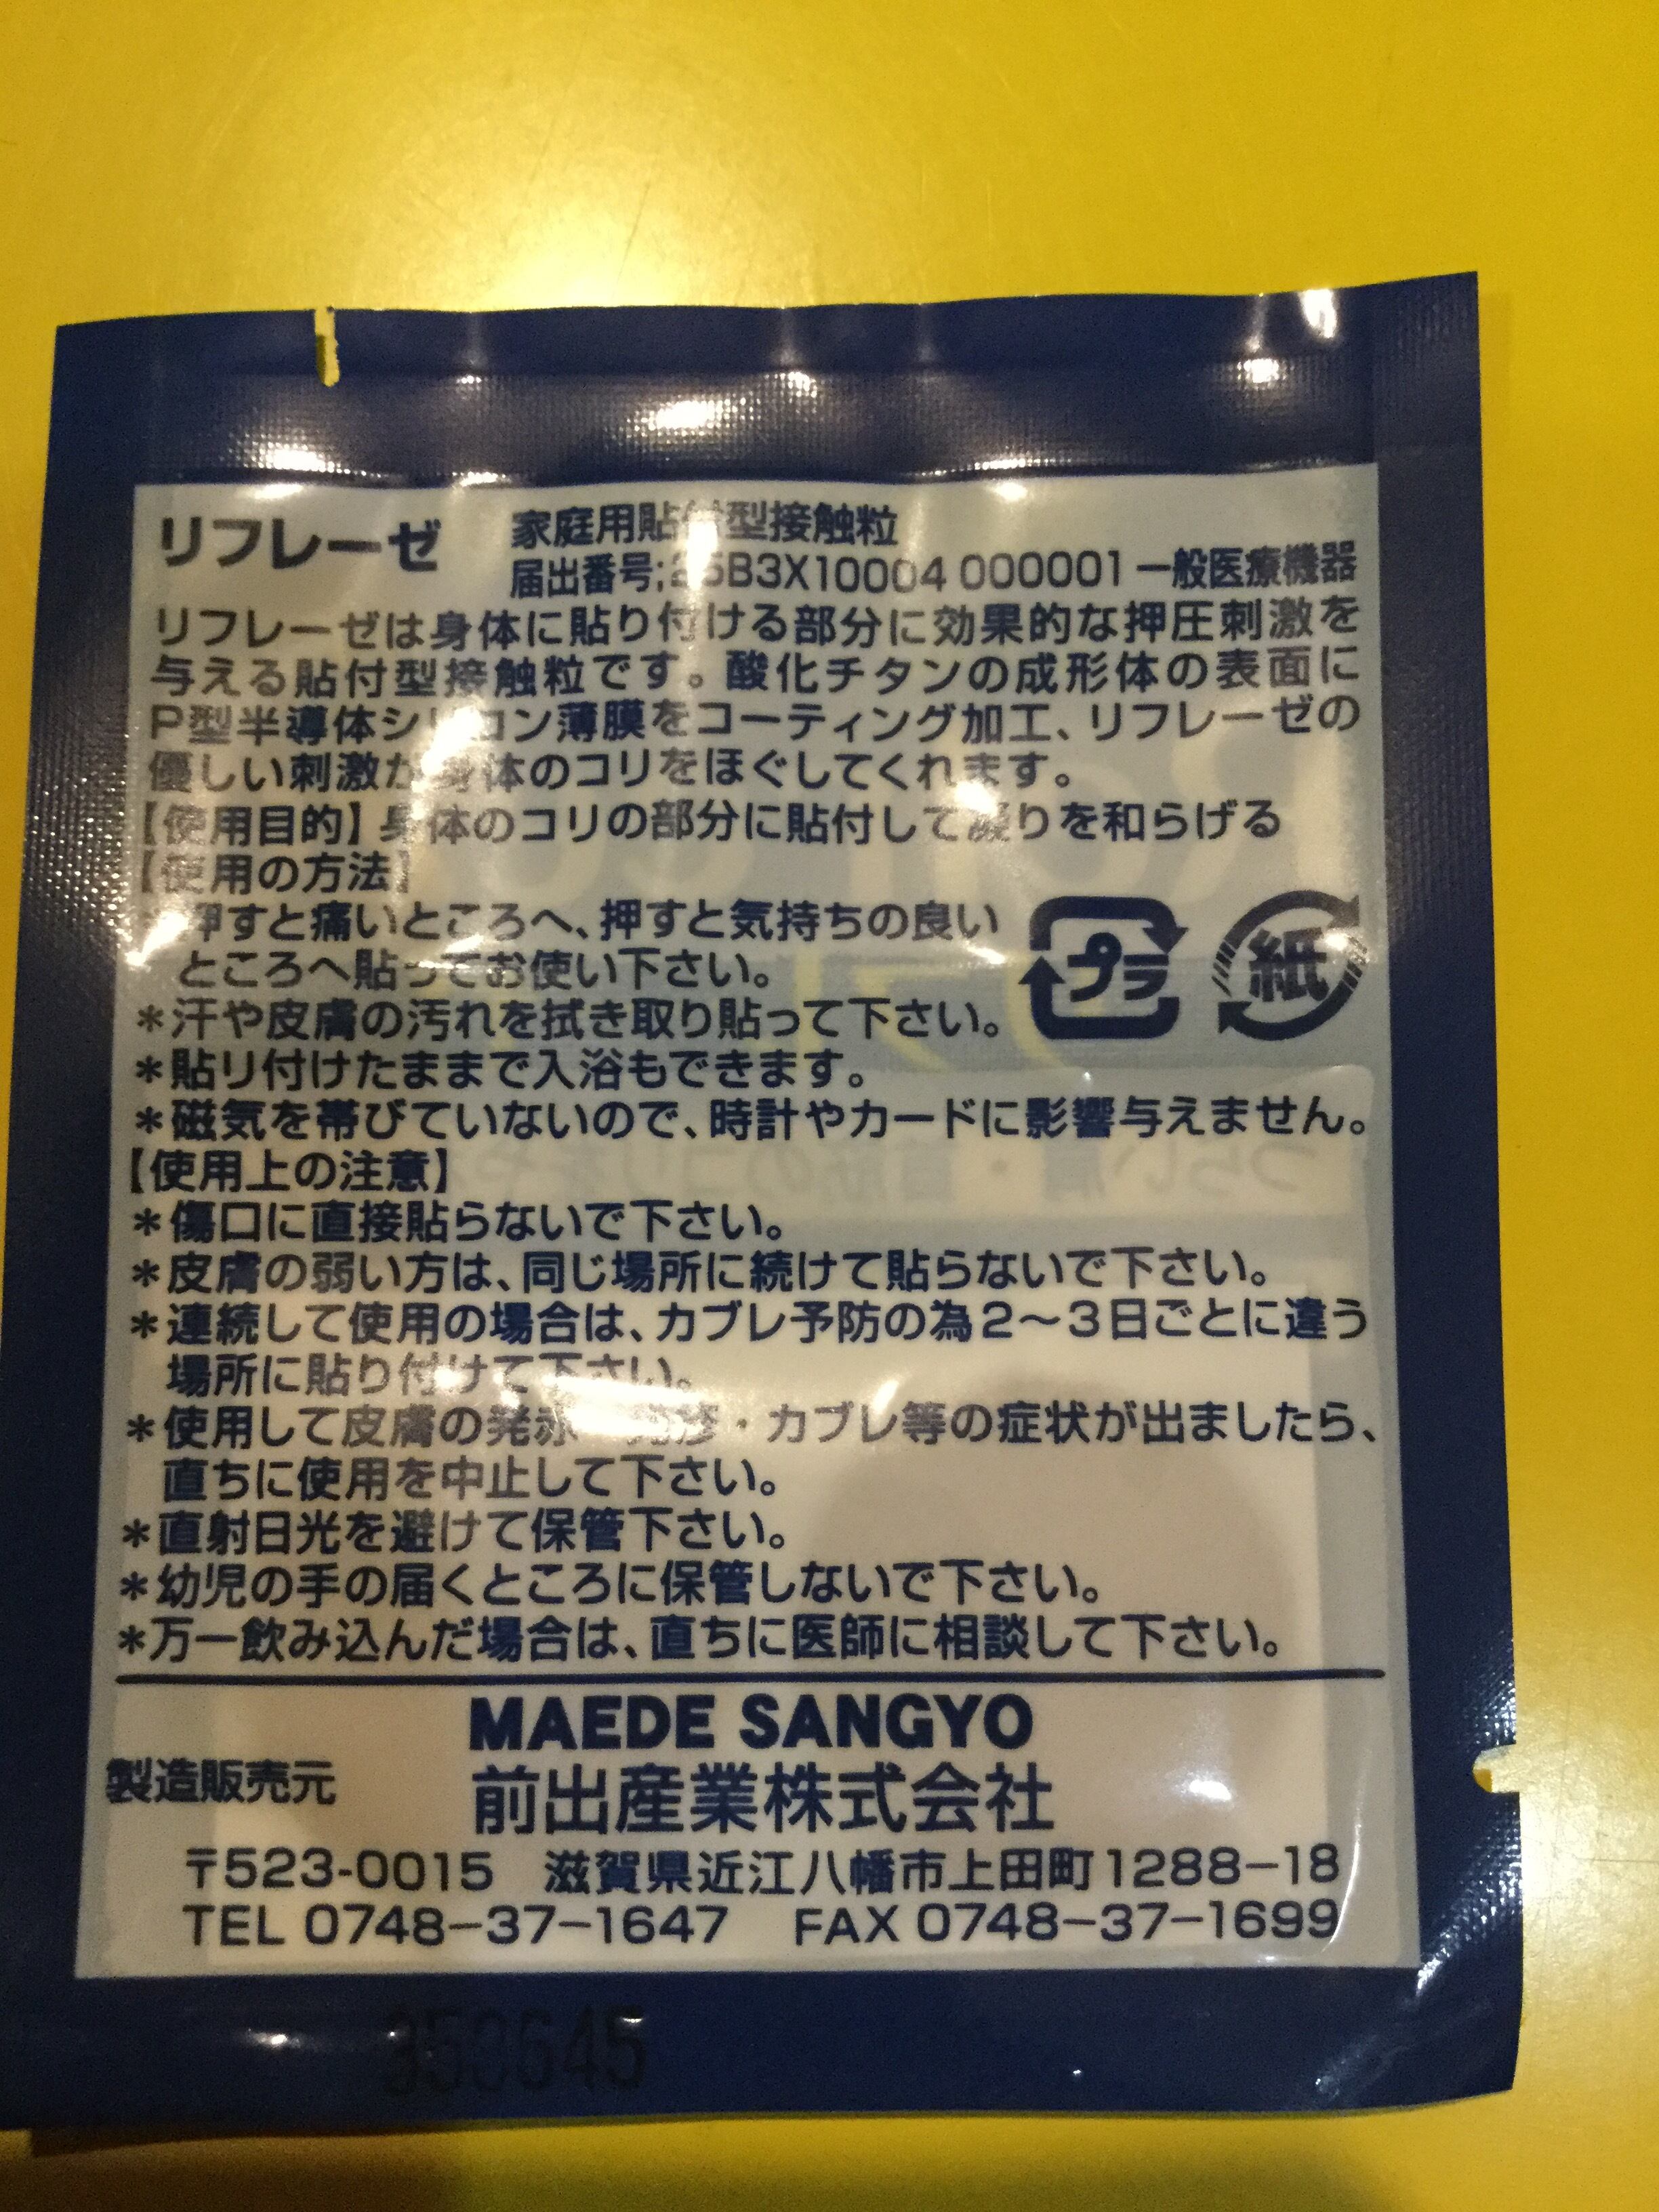 リフレーゼ 家庭用貼付型接触粒
届出番号;25B3X10004 000001 一般医療機器
リフレーゼは身体に貼り付ける部分に効果的な押圧刺激を
与える貼付型接触粒です。酸化チタンの成形体の表面に
P型半導体シリコン薄膜をコーティング加工、リフレーゼの
優しい刺激が身体のコリをほぐしてくれます。
【使用目的】身体のコリの部分に貼付して凝りを和らげる
【使用の方法】
*押すと痛いところへ、押すと気持ちの良い
ところへ貼ってお使い下さい。
プラ 紙
*汗や皮膚の汚れを拭き取り貼って下さい。
*貼り付けたままで入浴もできます。
*磁気を帯びていないので、時計やカードに影響与えません。
【使用上の注意】
*傷口に直接貼らないで下さい。
*皮膚の弱い方は、同じ場所に続けて貼らないで下さい。
*連続して使用の場合は、カブレ予防の為2〜3日ごとに違う
場所に貼り付けて下さい。
*使用して皮膚の発赤・発疹・カブレ等の症状が出ましたら、
直ちに使用を中止して下さい。
*直射日光を避けて保管下さい。
*幼児の手の届くところに保管しないで下さい。
*万一飲み込んだ場合は、直ちに医師に相談して下さい。
MAEDE SANGYO
製造販売元 前出産業株式会社
〒523-0015 滋賀県近江八幡市上田町1288-18
TEL 0748-37-1647 FAX 0748-37-1699